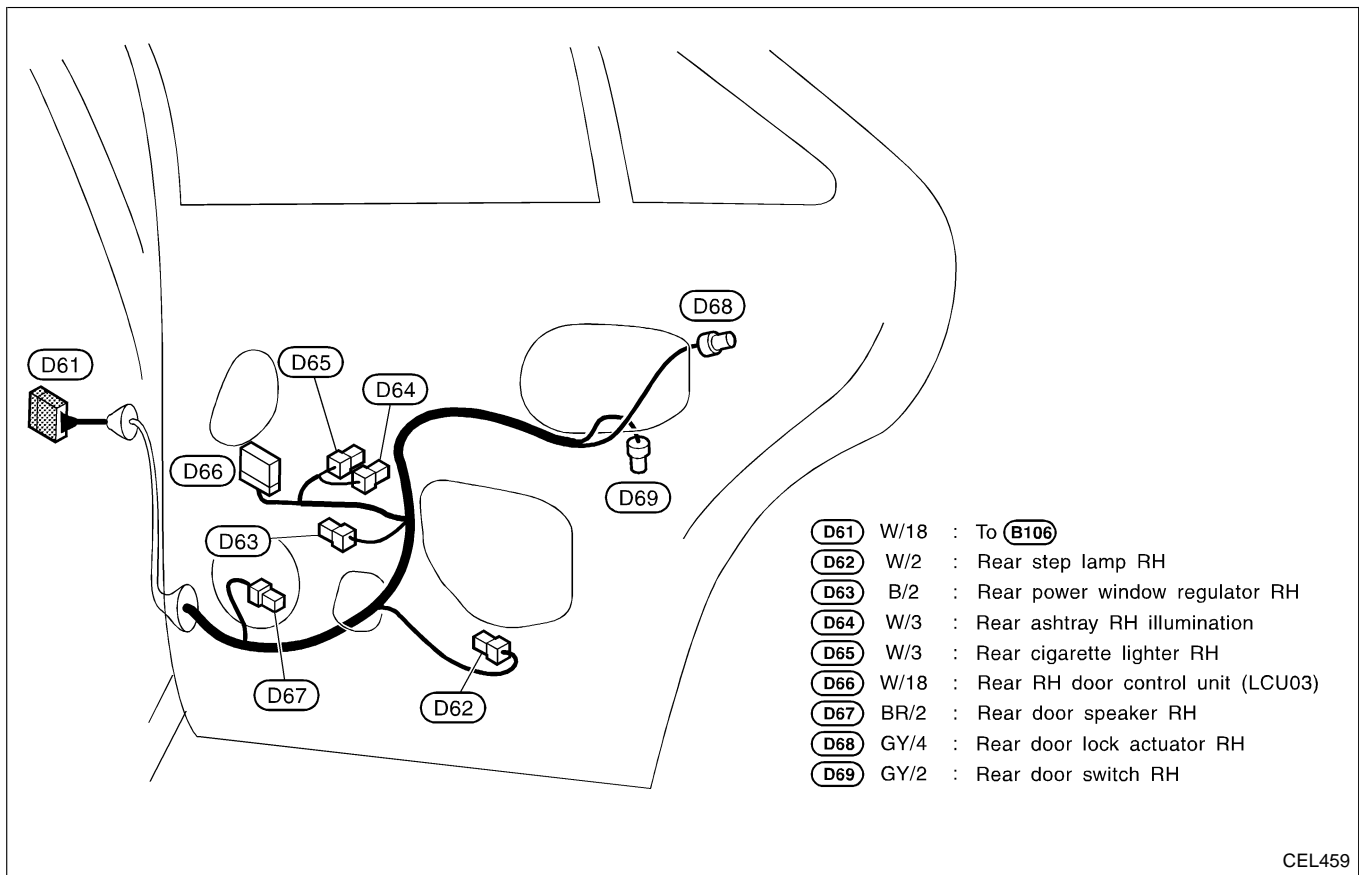 D68
D65
D61
D64
D66
D69
D63
D67
D62
D61 W/18 : To B106
D62 W/2 : Rear step lamp RH
D63 B/2 : Rear power window regulator RH
D64 W/3 : Rear ashtray RH illumination
D65 W/3 : Rear cigarette lighter RH
D66 W/18 : Rear RH door control unit (LCU03)
D67 BR/2 : Rear door speaker RH
D68 GY/4 : Rear door lock actuator RH
D69 GY/2 : Rear door switch RH
CEL459